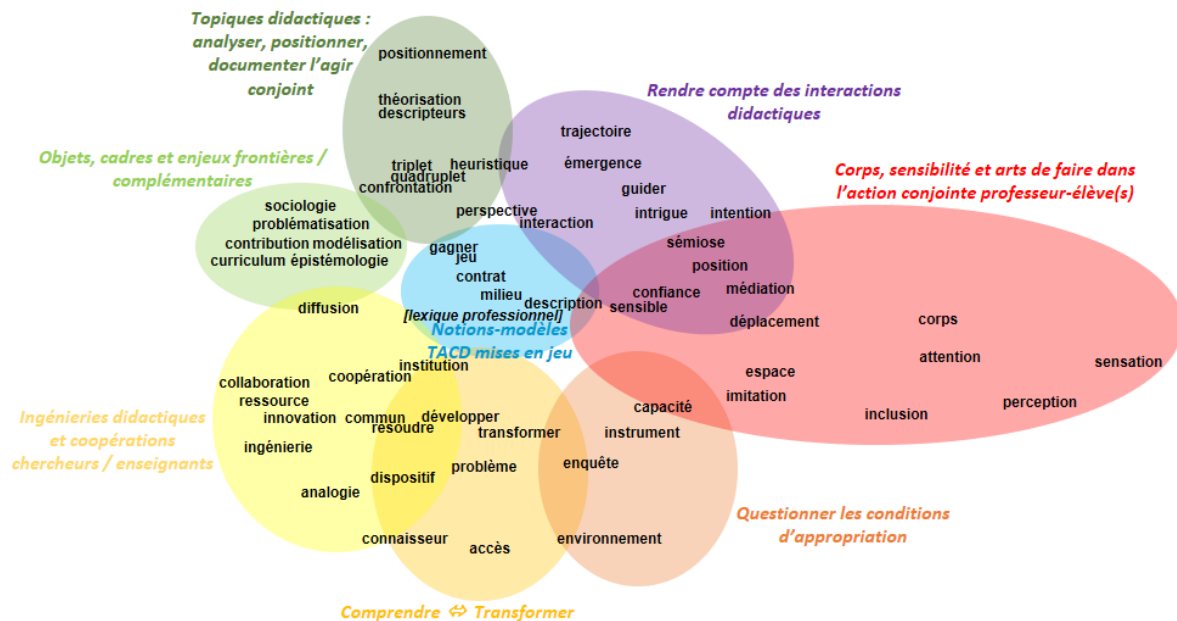 Topiques didactiques :
analyser, positionner,
documenter l'agir
conjoint
positionnement
théorisation
descripteurs
triplet
heuristique
quadruplet
confrontation
perspective
Rendre compte des interactions
didactiques
trajectoire
émergence
guider
intrigue
intention
interaction
sémiose
position
confiance
médiation
sensible
déplacement
Objets, cadres et enjeux frontières /
complémentaires
sociologie
problématisation
contribution modélisation
curriculum épistémologie
Corps, sensibilité et arts de faire dans
l'action conjointe professeur-élève(s)
corps
attention
sensation
espace
imitation
perception
inclusion
capacité
gagner
jeu
contrat
milieu
description
[lexique professionnel]
Notions-modèles
TACD mises en jeu
diffusion
institution
coopération
collaboration
ressource
innovation
commun
développer
résoudre
transformer
instrument
ingénierie
problème
enquête
dispositif
analogie
connaisseur
accès
environnement
Ingénieries didactiques
et coopérations
chercheurs / enseignants
Questionner les conditions
d'appropriation
Comprendre ⇔ Transformer